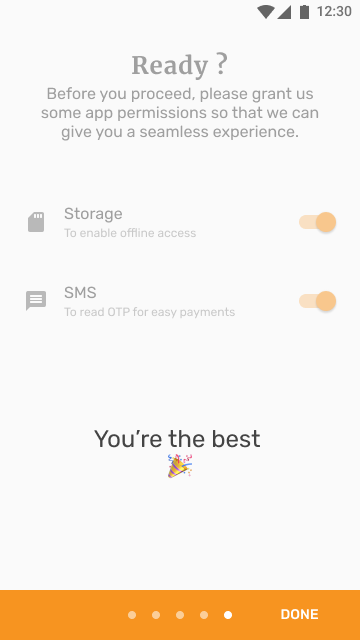 12:30
Ready ?
Before you proceed, please grant us
some app permissions so that we can
give you a seamless experience.
Storage
To enable offline access
SMS
To read OTP for easy payments
You’re the best
DONE